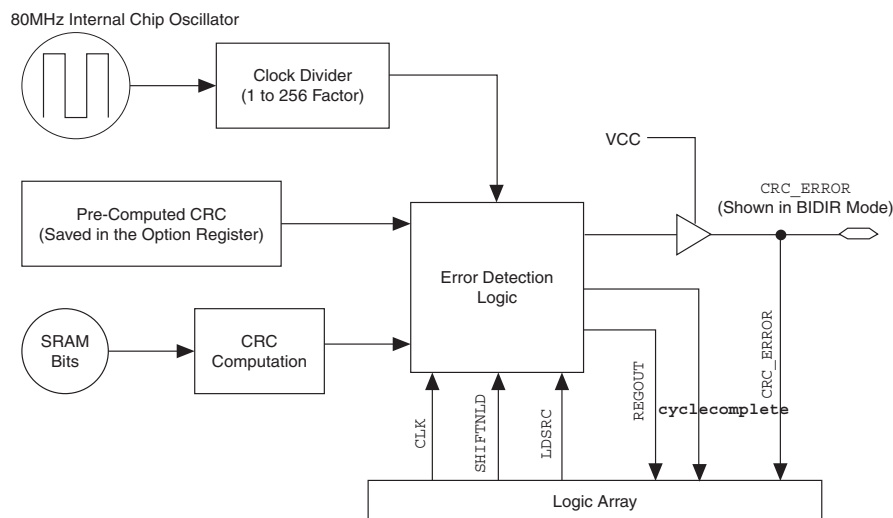 80MHz Internal Chip Oscillator
Clock Divider
(1 to 256 Factor)
VCC
CRC_ERROR
(Shown in BIDIR Mode)
Pre-Computed CRC
(Saved in the Option Register)
Error Detection
Logic
SRAM
Bits
CRC
Computation
CLK
SHIFTNLD
LDSRC
REGOUT
cyclecomplete
CRC_ERROR
Logic Array